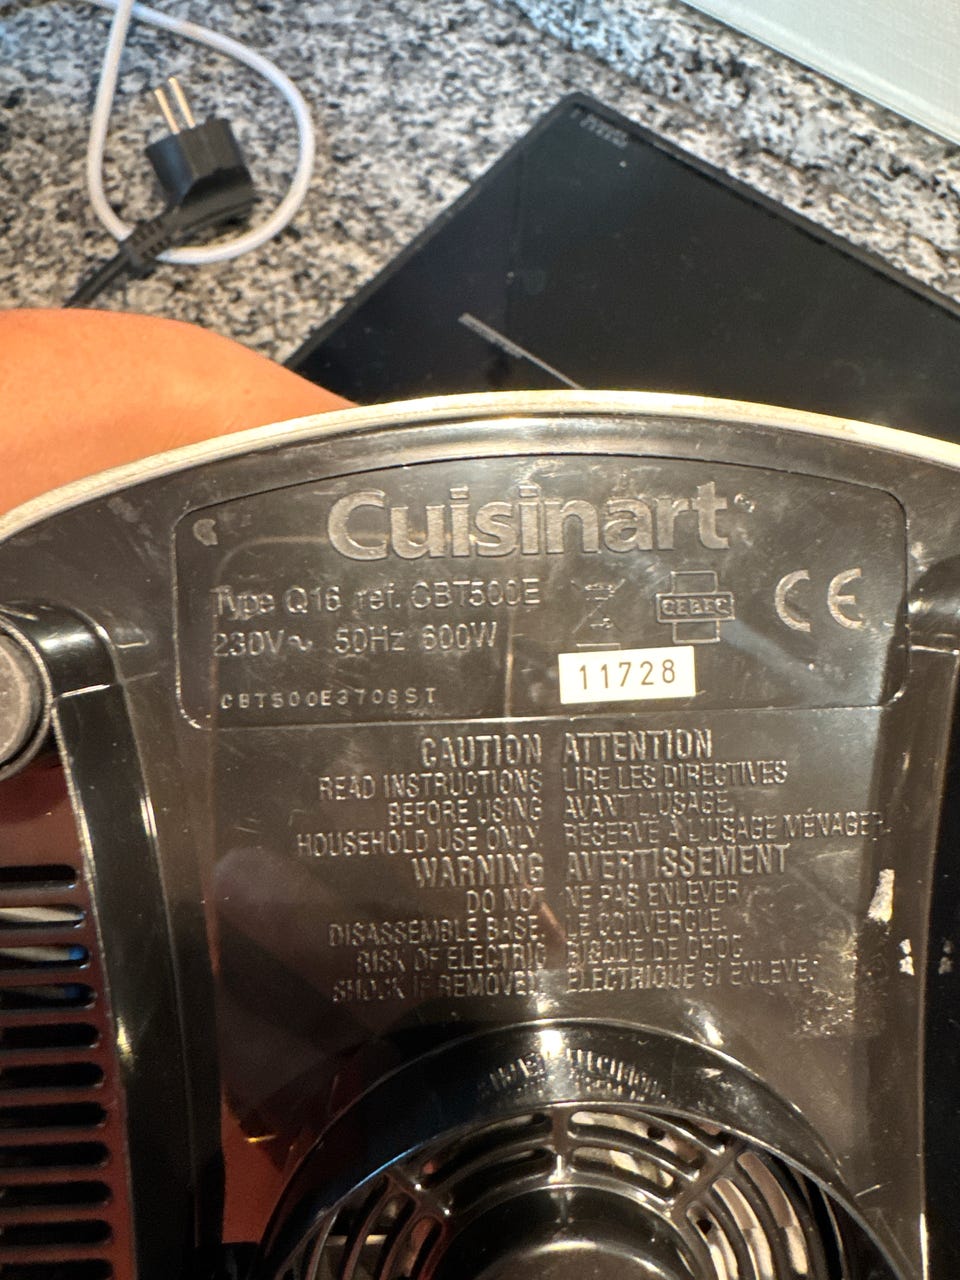 Cuisinart®
Type Q16 ref. CBT500E
230V~ 50Hz 600W
CEBEC
CE
11728
CBT500E3706ST
CAUTION
READ INSTRUCTIONS
BEFORE USING
HOUSEHOLD USE ONLY.
WARNING
DO NOT
DISASSEMBLE BASE.
RISK OF ELECTRIC
SHOCK IF REMOVED.
ATTENTION
LIRE LES DIRECTIVES
AVANT L'USAGE.
RÉSERVÉ À L'USAGE MÉNAGER.
AVERTISSEMENT
NE PAS ENLEVER
LE COUVERCLE.
RISQUE DE CHOC
ÉLECTRIQUE SI ENLEVÉ.